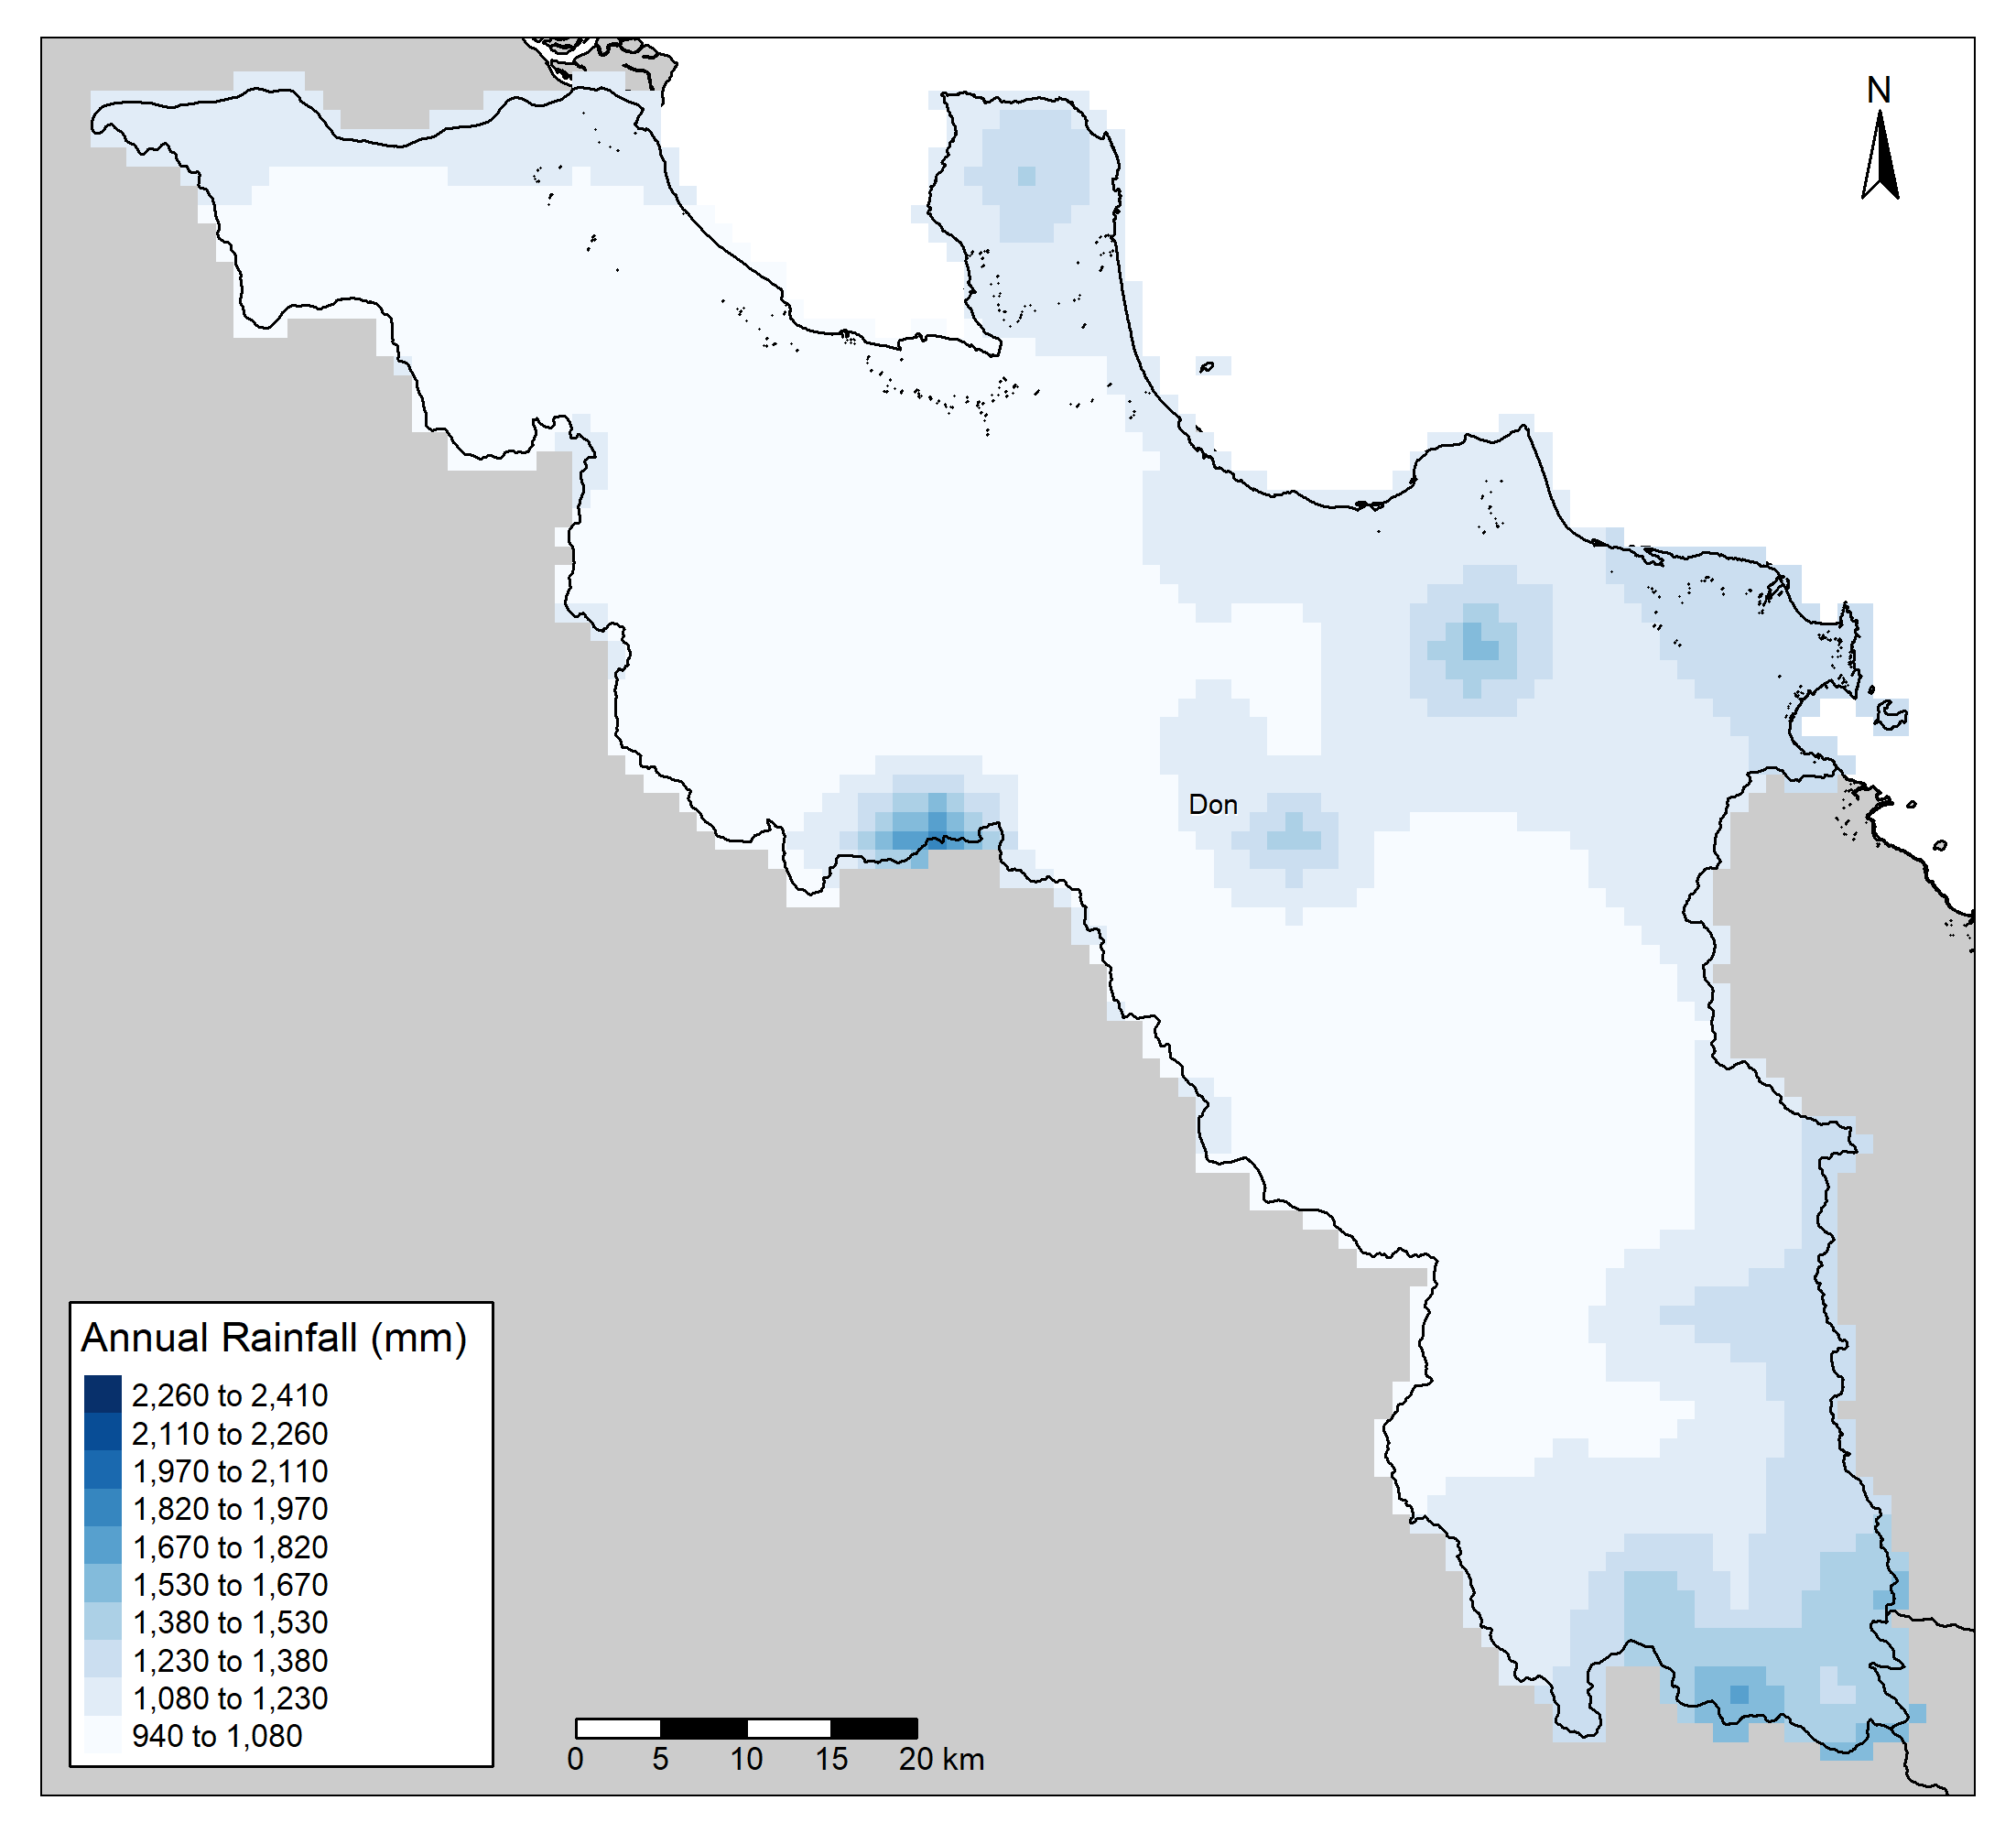 N
Don
Annual Rainfall (mm)
2,260 to 2,410
2,110 to 2,260
1,970 to 2,110
1,820 to 1,970
1,670 to 1,820
1,530 to 1,670
1,380 to 1,530
1,230 to 1,380
1,080 to 1,230
940 to 1,080
0 5 10 15 20 km